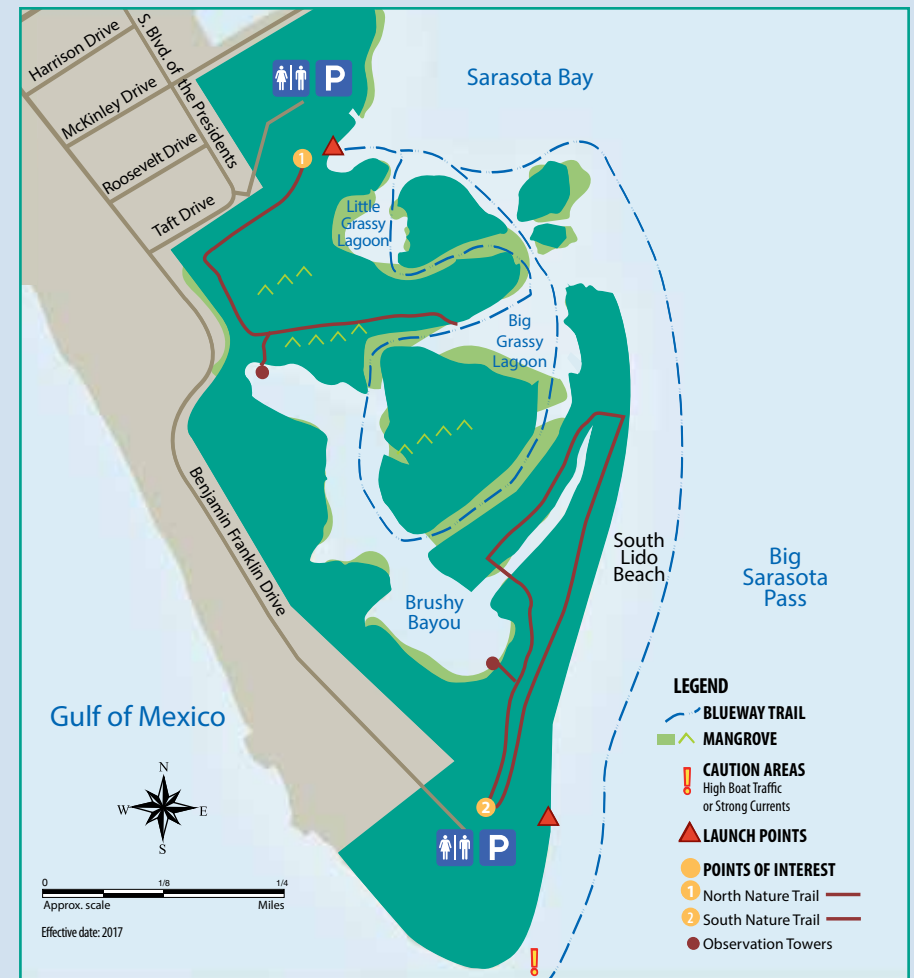 Harrison Drive
S. Blvd. of the Presidents
McKinley Drive
Roosevelt Drive
Taft Drive
P
Sarasota Bay
1
Little
Grassy
Lagoon
Big
Grassy
Lagoon
Benjamin Franklin Drive
South
Lido
Beach
Big
Sarasota
Pass
Brushy
Bayou
Gulf of Mexico
N
W
E
S
2
P
0
1/8
1/4
Approx. scale
Miles
Effective date: 2017
LEGEND
BLUEWAY TRAIL
MANGROVE
CAUTION AREAS
High Boat Traffic
or Strong Currents
LAUNCH POINTS
POINTS OF INTEREST
1 North Nature Trail
2 South Nature Trail
Observation Towers